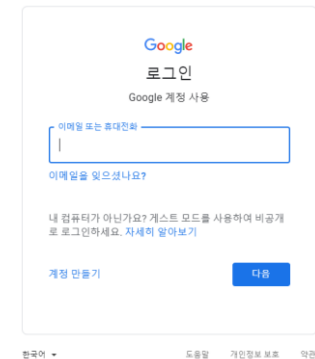 Google
로그인
Google 계정 사용
이메일 또는 휴대전화
이메일을 잊으셨나요?
내 컴퓨터가 아닌가요? 게스트 모드를 사용하여 비공개
로 로그인하세요. 자세히 알아보기
계정 만들기 다음
한국어 도움말 개인정보 보호 약관